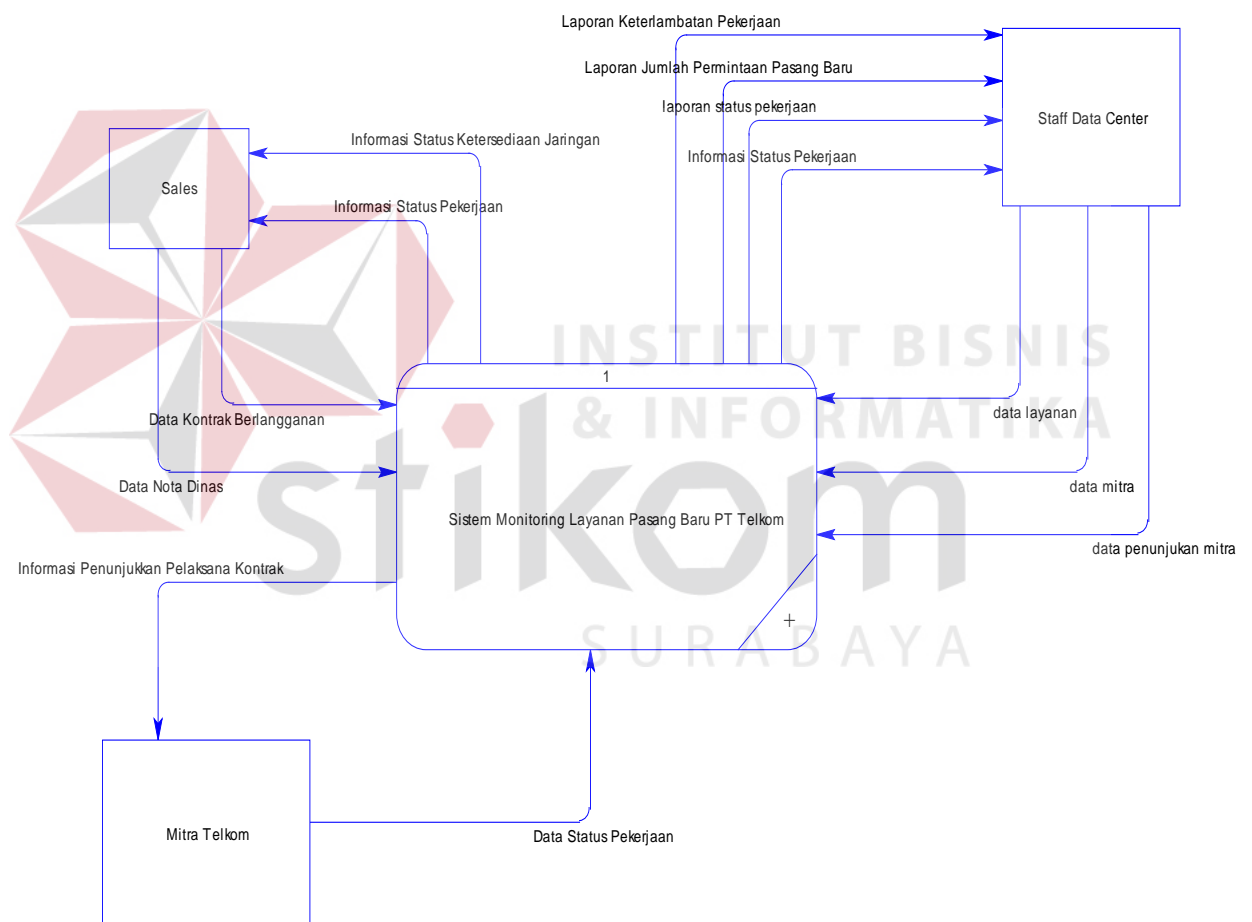 Laporan Keterlambatan Pekerjaan
Laporan Jumlah Permintaan Pasang Baru
laporan status pekerjaan
Informasi Status Pekerjaan
Staff Data Center
Informasi Status Ketersediaan Jaringan
Sales
Informasi Status Pekerjaan
INSTITUT BISNIS
& INFORMATIKA
stikom
SURABAYA
1
Data Kontrak Berlangganan
data layanan
Data Nota Dinas
data mitra
Sistem Monitoring Layanan Pasang Baru PT Telkom
data penunjukan mitra
Informasi Penunjukkan Pelaksana Kontrak
+
Mitra Telkom
Data Status Pekerjaan